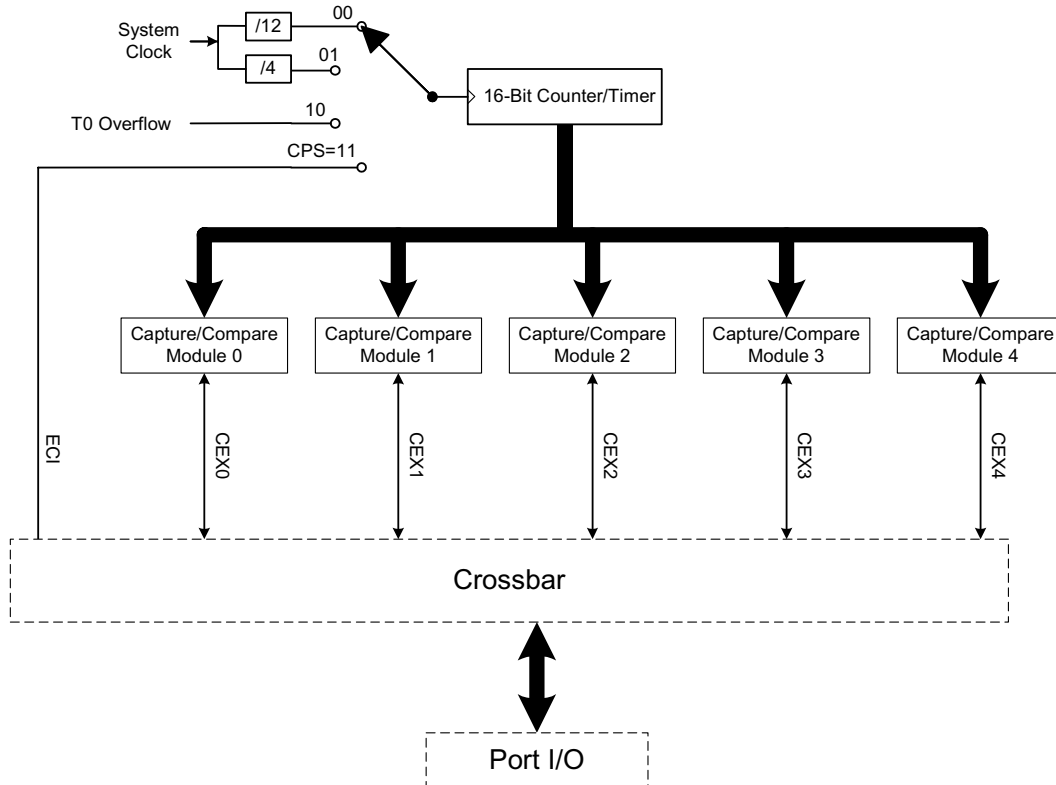 00
System
Clock
/12
01
/4
16-Bit Counter/Timer
10
T0 Overflow
CPS=11
Capture/Compare
Module 0
Capture/Compare
Module 1
Capture/Compare
Module 2
Capture/Compare
Module 3
Capture/Compare
Module 4
ECI
CEX0
CEX1
CEX2
CEX3
CEX4
Crossbar
Port I/O